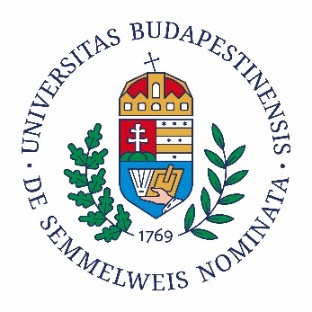 UNIVERSITAS BUDAPESTINENSIS
· DE SEMMELWEIS NOMINATA ·
1769